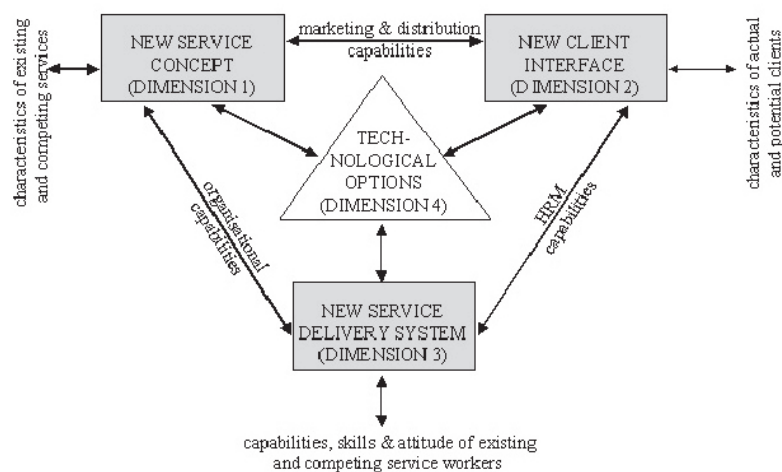 NEW SERVICE
CONCEPT
(DIMENSION 1)
marketing & distribution
capabilities
NEW CLIENT
INTERFACE
(DIMENSION 2)
characteristics of existing
and competing services
characteristics of actual
and potential clients
TECH-
NOLOGICAL
OPTIONS
(DIMENSION 4)
organisational
capabilities
HRM
capabilities
NEW SERVICE
DELIVERY SYSTEM
(DIMENSION 3)
capabilities, skills & attitude of existing
and competing service workers